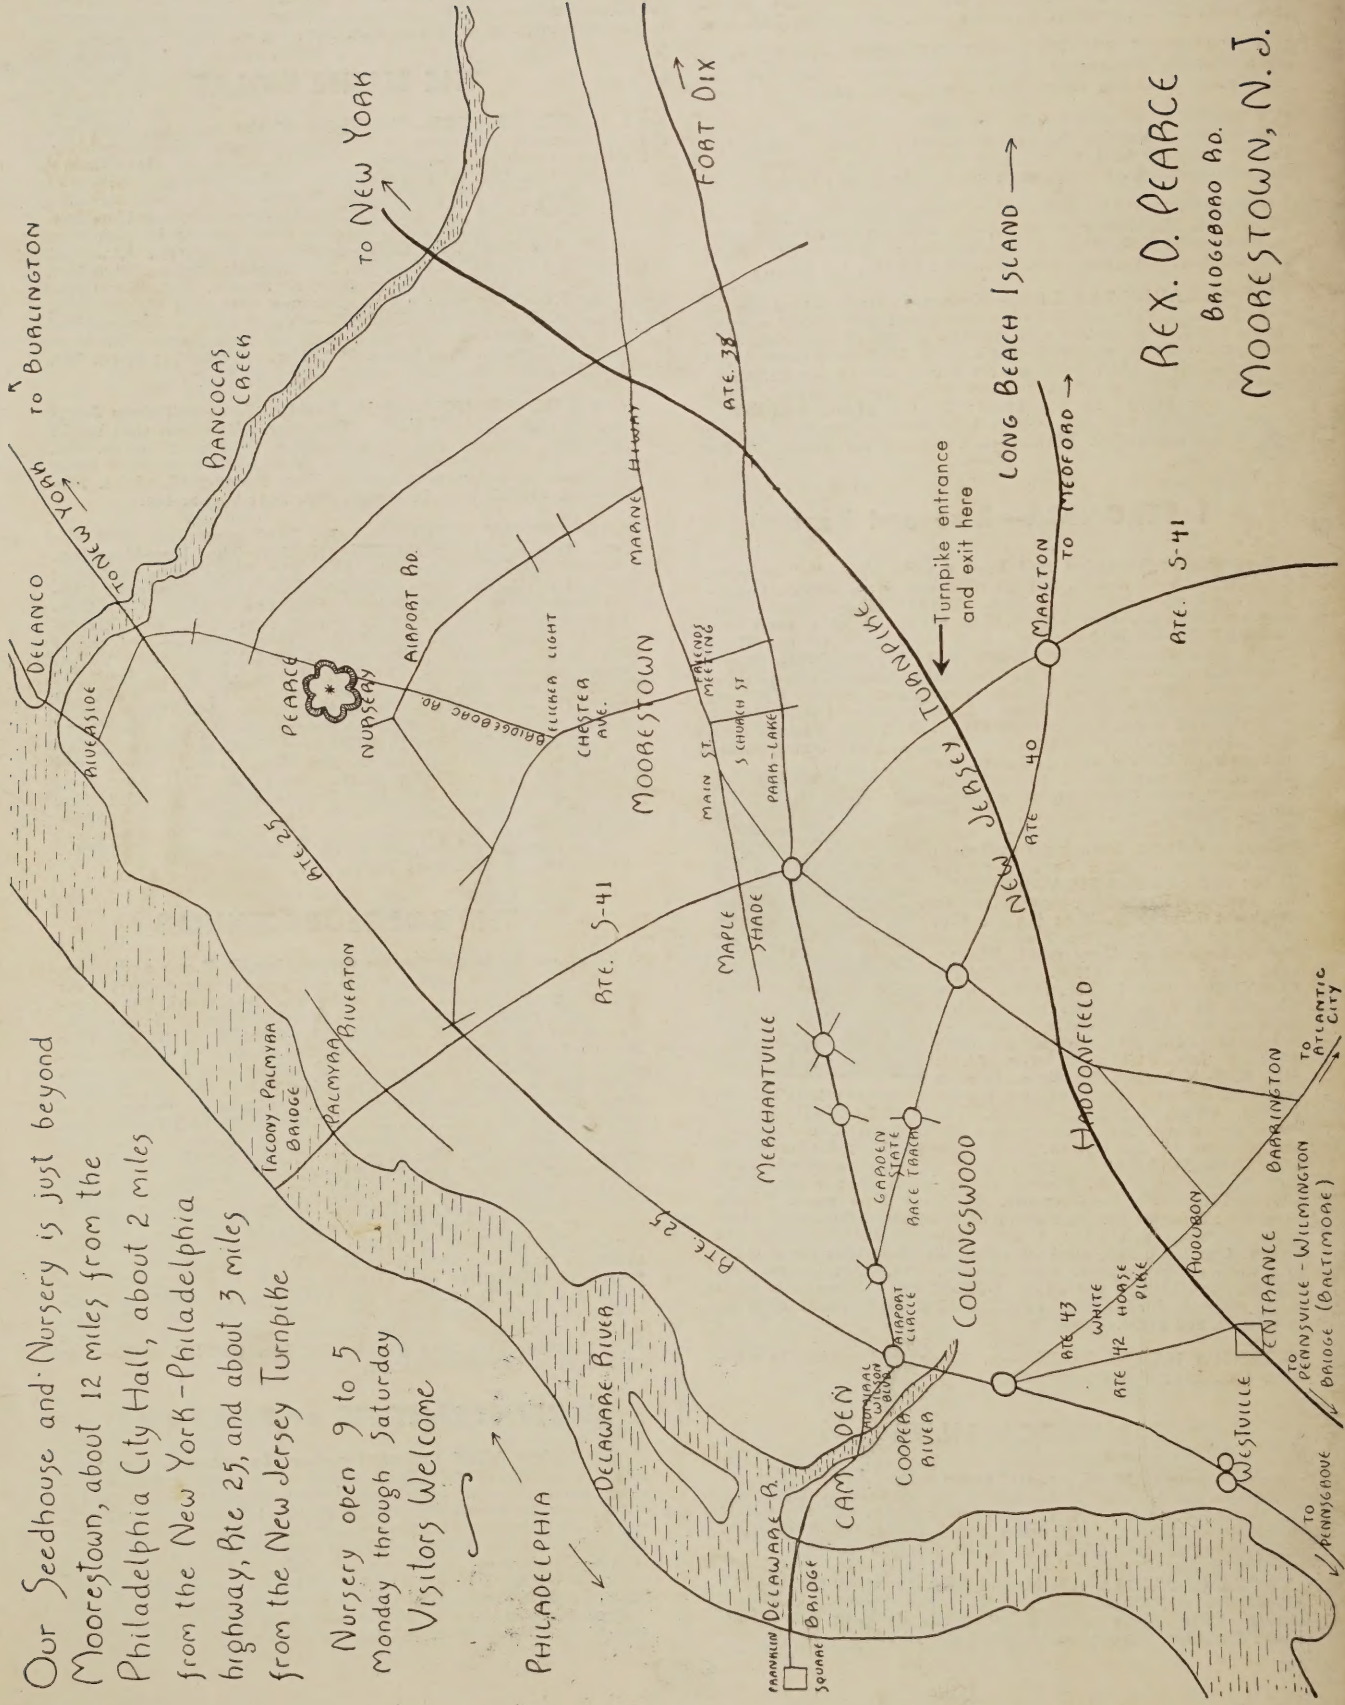 Our Seedhouse and Nursery is just beyond
Moorestown, about 12 miles from the
Philadelphia City Hall, about 2 miles
from the New York-Philadelphia
highway, Rte 25, and about 3 miles
from the New Jersey Turnpike
Nursery open 9 to 5
Monday through Saturday
Visitors Welcome
PHILADELPHIA
DELANCO
TO NEW YORK
TO BURLINGTON
RIVERSIDE
RANCOCAS
CREEK
TO NEW YORK
RTE. 25
PEARCE
NURSERY
AIRPORT RD.
BRIDGEBORO RD.
FLICKER LIGHT
CHESTER
AVE.
TACONY-PALMYRA
BRIDGE
PALMYRA
RIVERTON
RTE. S-41
MOORESTOWN
MARNE HIWAY
FORT DIX
RTE. 38
MAIN ST.
FRIENDS
MEETING
S CHURCH ST
PARK-LAKE
MAPLE
SHADE
DELAWARE RIVER
RTE. 25
MERCHANTVILLE
GARDEN
STATE
RACE TRACK
NEW JERSEY TURNPIKE
Turnpike entrance
and exit here
LONG BEACH ISLAND
MARLTON
TO MEDFORD
RTE. S-41
RTE 40
FRANKLIN
SQUARE
DELAWARE-R.
BRIDGE
CAMDEN
ADMIRAL
WILSON
BLVD
AIRPORT
CIRCLE
COOPER
RIVER
COLLINGSWOOD
HADDONFIELD
RTE 43
WHITE
HORSE
PIKE
RTE 42
AUDUBON
BARRINGTON
TO
ATLANTIC
CITY
WESTVILLE
ENTRANCE
TO
PENNSVILLE-WILMINGTON
BRIDGE (BALTIMORE)
TO
PENNSGROVE
REX. D. PEARCE
BRIDGEBORO RD.
MOORESTOWN, N. J.